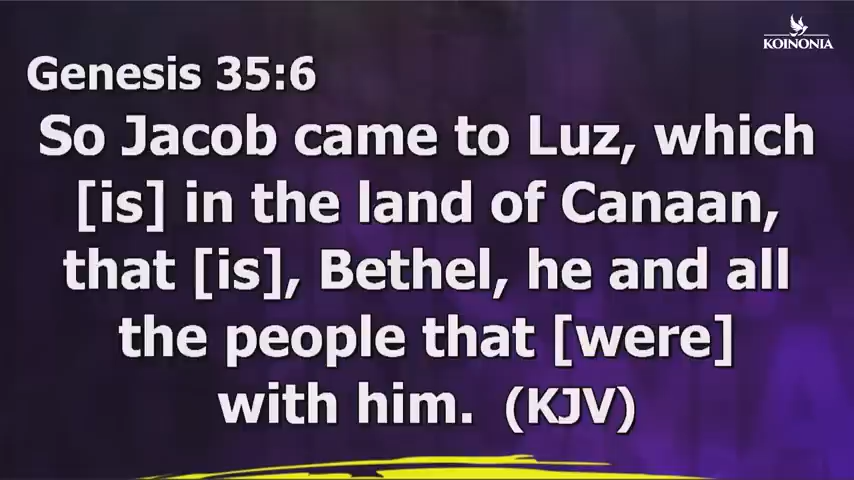 KOINONIA
Genesis 35:6
So Jacob came to Luz, which
[is] in the land of Canaan,
that [is], Bethel, he and all
the people that [were]
with him. (KJV)